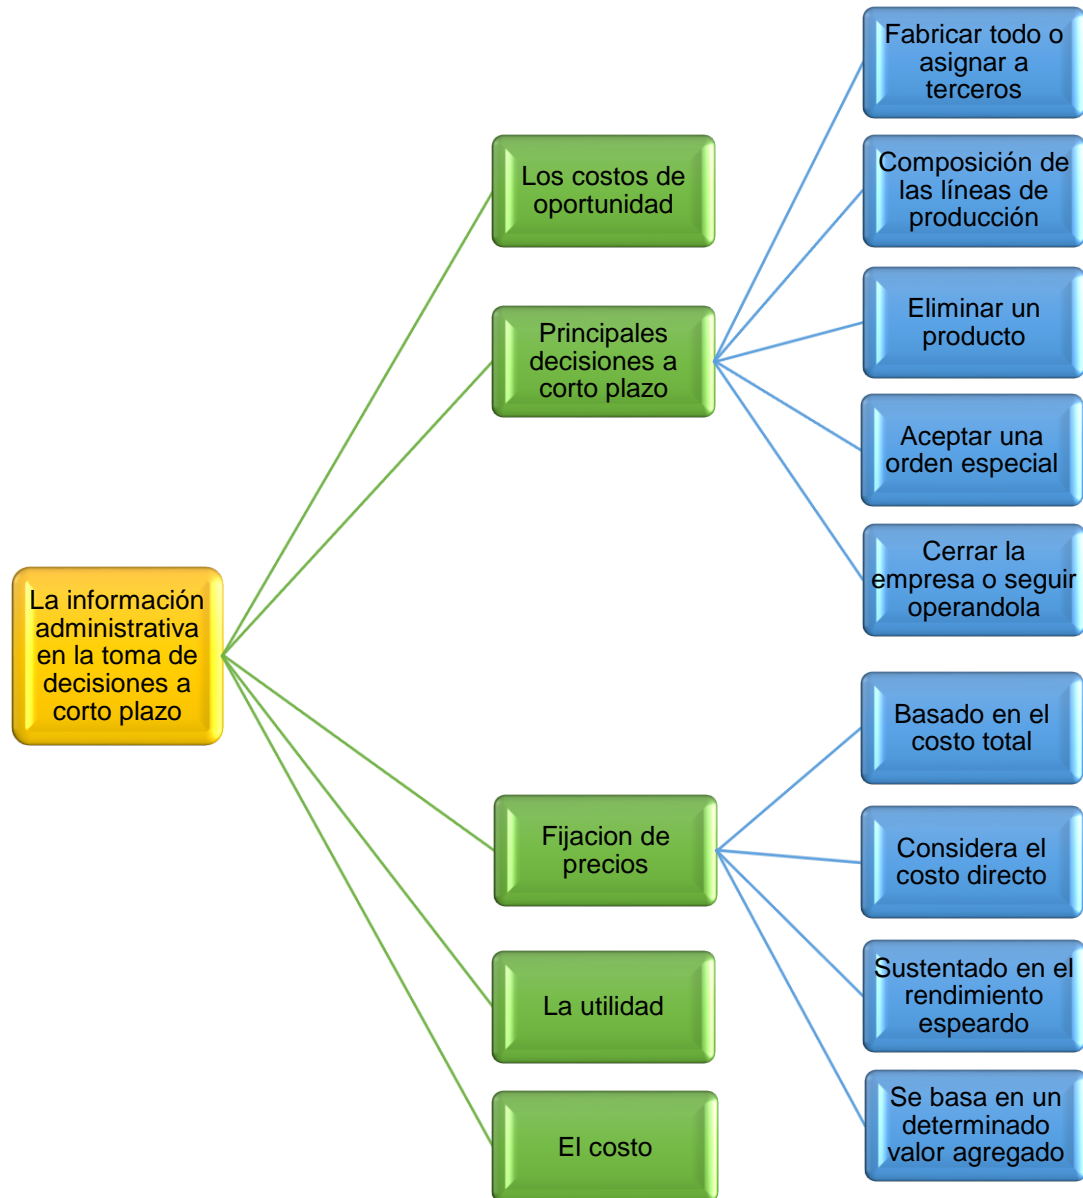 La información
administrativa
en la toma de
decisiones a
corto plazo
Los costos de
oportunidad
Principales
decisiones a
corto plazo
Fabricar todo o
asignar a
terceros
Composición de
las líneas de
producción
Eliminar un
producto
Aceptar una
orden especial
Cerrar la
empresa o seguir
operandola
Fijacion de
precios
Basado en el
costo total
Considera el
costo directo
Sustentado en el
rendimiento
espeardo
Se basa en un
determinado
valor agregado
La utilidad
El costo